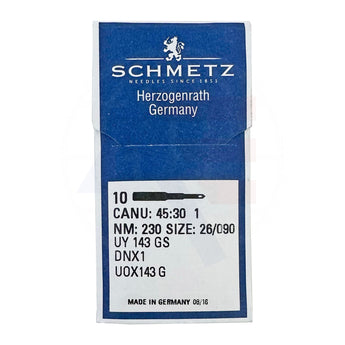 SCHMETZ
NEEDLES SINCE 1851
Herzogenrath
Germany
10
CANU: 45:30 1
NM: 230 SIZE: 26/090
UY 143 GS
DNX1
UOX143 G
MADE IN GERMANY 08/16